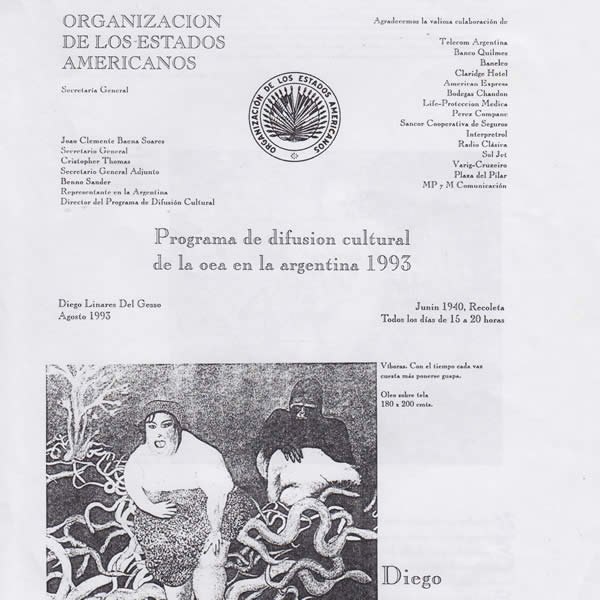 ORGANIZACION
DE LOS-ESTADOS
AMERICANOS
Secretaría General
Joao Clemente Baena Soares
Secretario General
Cristopher Thomas
Secretario General Adjunto
Benno Sander
Representante en la Argentina
Director del Programa de Difusión Cultural
ORGANIZACIÓN DE LOS ESTADOS AMERICANOS
Agradecemos la valiosa colaboración de
Telecom Argentina
Banco Quilmes
Banelco
Claridge Hotel
American Express
Bodegas Chandon
Life-Proteccion Medica
Perez Companc
Sancor Cooperativa de Seguros
Interpretrol
Radio Clásica
Sol Jet
Varig-Cruzeiro
Plaza del Pilar
MP y M Comunicación
Programa de difusion cultural
de la oea en la argentina 1993
Diego Linares Del Gesso
Agosto 1993
Junin 1940, Recoleta
Todos los días de 15 a 20 horas
Víboras. Con el tiempo cada vez
cuesta más ponerse guapa.
Oleo sobre tela
180 x 200 cmts.
Diego